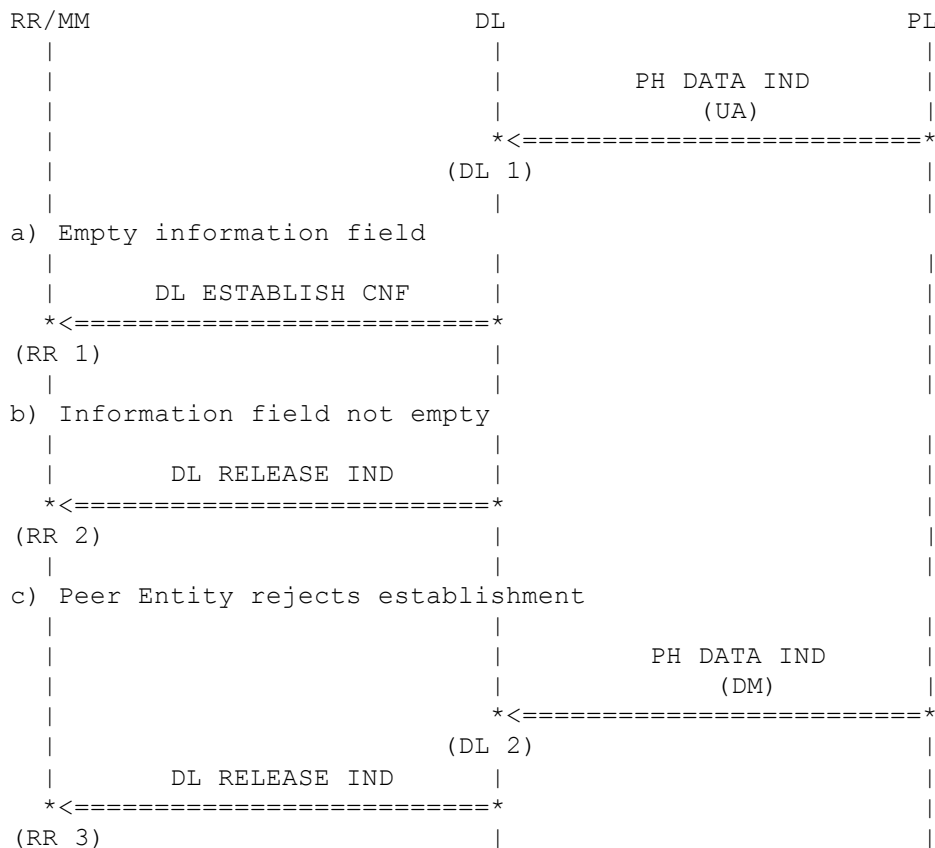 RR/MM                        DL                          PL
  |                           |                           |
  |                           |        PH DATA IND        |
  |                           |            (UA)           |
  |                           *<=========================*
  |                        (DL 1)                         |
  |                           |                           |
a) Empty information field
  |                           |                           |
  |      DL ESTABLISH CNF     |                           |
  *<==========================*                           |
(RR 1)                        |                           |
  |                           |                           |
b) Information field not empty
  |                           |                           |
  |       DL RELEASE IND      |                           |
  *<==========================*                           |
(RR 2)                        |                           |
  |                           |                           |
c) Peer Entity rejects establishment
  |                           |                           |
  |                           |         PH DATA IND       |
  |                           |             (DM)          |
  |                           *<=========================*
  |                        (DL 2)                         |
  |       DL RELEASE IND      |                           |
  *<==========================*                           |
(RR 3)                        |                           |